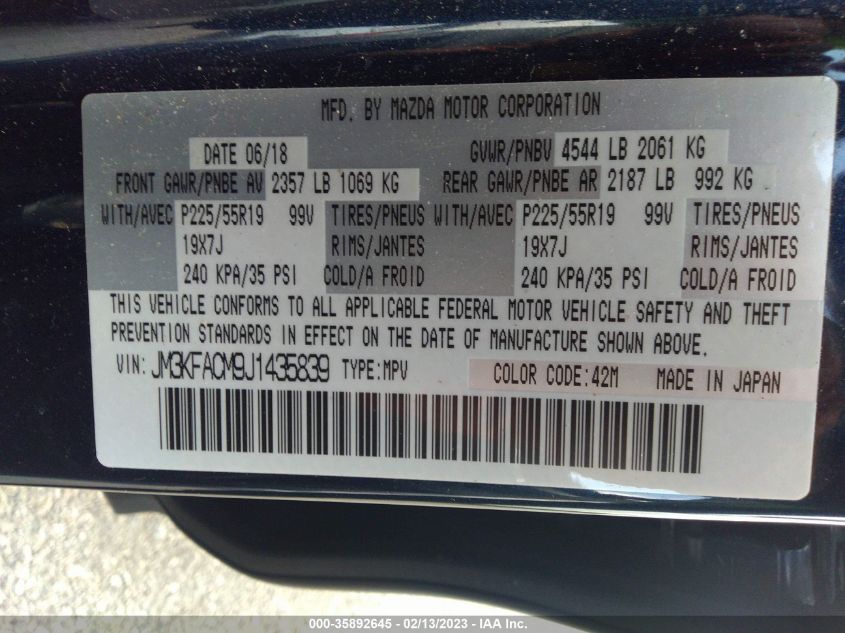 MFD. BY MAZDA MOTOR CORPORATION
DATE 06/18 GVWR/PNBV 4544 LB 2061 KG
FRONT GAWR/PNBE AV 2357 LB 1069 KG REAR GAWR/PNBE AR 2187 LB 992 KG
WITH/AVEC P225/55R19 99V TIRES/PNEUS WITH/AVEC P225/55R19 99V TIRES/PNEUS
19X7J RIMS/JANTES 19X7J RIMS/JANTES
240 KPA/35 PSI COLD/A FROID 240 KPA/35 PSI COLD/A FROID
THIS VEHICLE CONFORMS TO ALL APPLICABLE FEDERAL MOTOR VEHICLE SAFETY AND THEFT
PREVENTION STANDARDS IN EFFECT ON THE DATE OF MANUFACTURE SHOWN ABOVE.
VIN: JM3KFACM9J1435839 TYPE:MPV COLOR CODE:42M MADE IN JAPAN
000-35892645 - 02/13/2023 - IAA Inc.